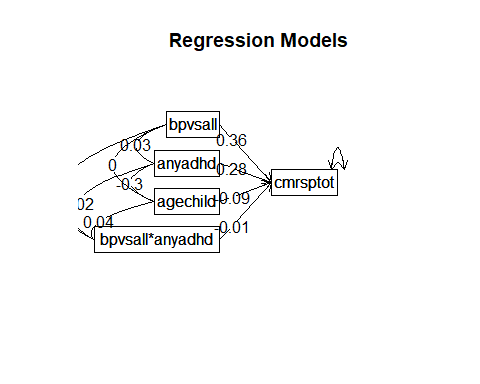 Regression Models
bpvsall
0.36
0.03
anyadhd
0.28
0
-0.3
cmrsptot
agechild
-0.09
02
0.04
-0.01
bpvsall*anyadhd